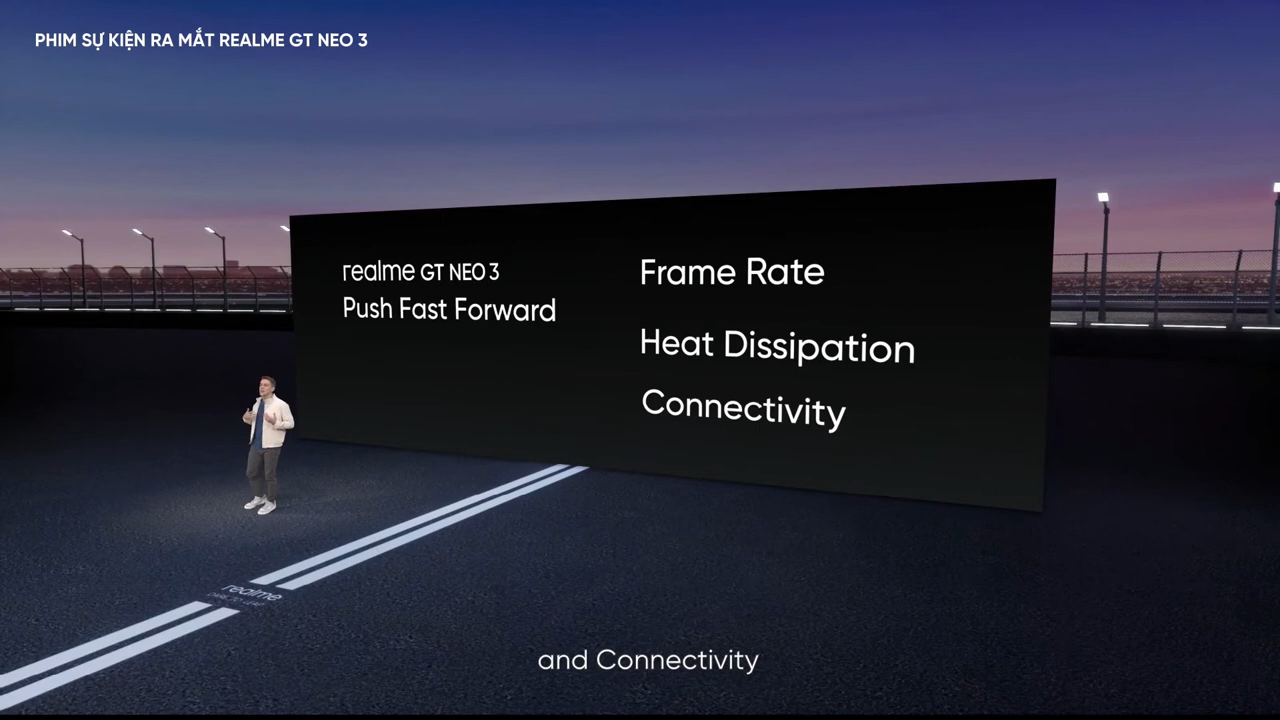 PHIM SỰ KIỆN RA MẮT REALME GT NEO 3
realme GT NEO 3
Push Fast Forward
Frame Rate
Heat Dissipation
Connectivity
realme
and Connectivity